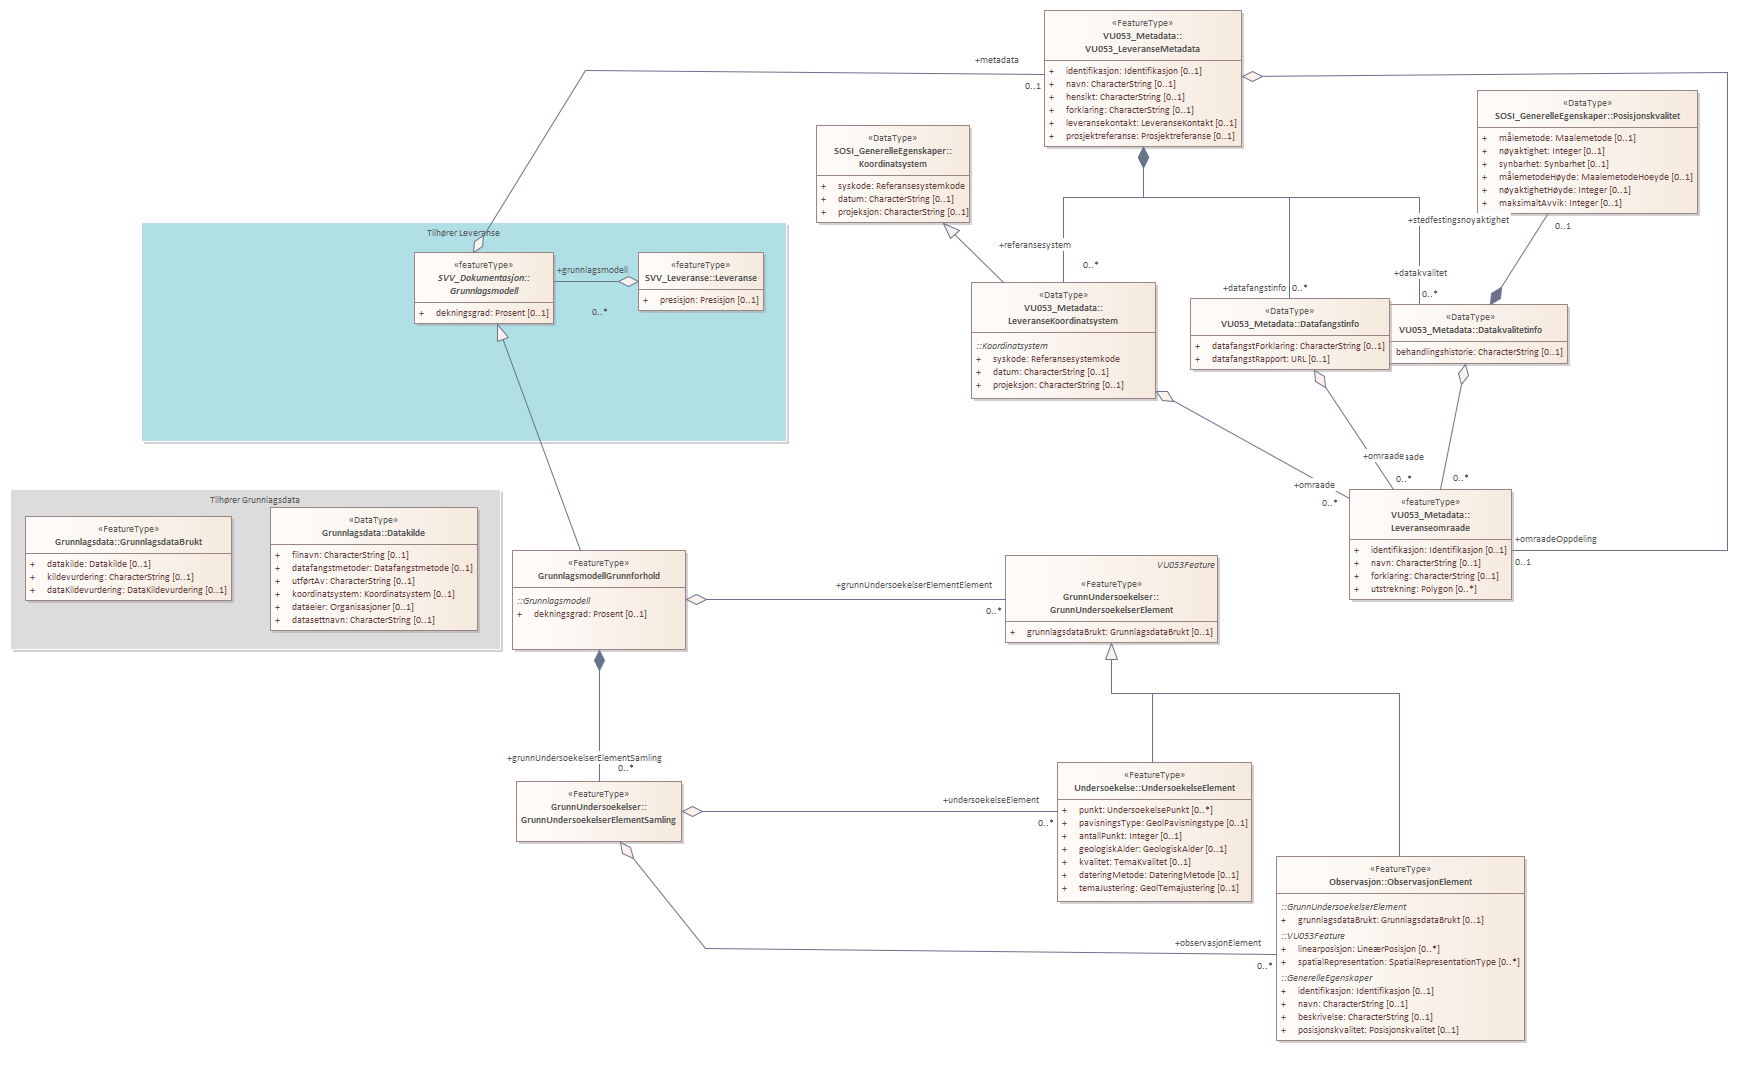 «FeatureType»
VU053_Metadata::
VU053_LeveranseMetadata
+ identifikasjon: Identifikasjon [0..1]
+ navn: CharacterString [0..1]
+ hensikt: CharacterString [0..1]
+ forklaring: CharacterString [0..1]
+ leveransekontakt: LeveranseKontakt [0..1]
+ prosjektreferanse: Prosjektreferanse [0..1]
+metadata
0..1
«DataType»
SOSI_GenerelleEgenskaper::Posisjonskvalitet
+ målemetode: Maalemetode [0..1]
+ nøyaktighet: Integer [0..1]
+ synbarhet: Synbarhet [0..1]
+ målemetodeHøyde: MaalemetodeHoeyde [0..1]
+ nøyaktighetHøyde: Integer [0..1]
+ maksimaltAvvik: Integer [0..1]
«DataType»
SOSI_GenerelleEgenskaper::
Koordinatsystem
+ syskode: Referansesystemkode
+ datum: CharacterString [0..1]
+ projeksjon: CharacterString [0..1]
+stedfestingsnoyaktighet
0..1
Tilhører Leveranse
«featureType»
SVV_Dokumentasjon::
Grunnlagsmodell
+ dekningsgrad: Prosent [0..1]
+grunnlagsmodell
0..*
«featureType»
SVV_Leveranse::Leveranse
+ presisjon: Presisjon [0..1]
+referansesystem
0..*
+datafangstinfo
0..*
+datakvalitet
0..*
«DataType»
VU053_Metadata::
LeveranseKoordinatsystem
::Koordinatsystem
+ syskode: Referansesystemkode
+ datum: CharacterString [0..1]
+ projeksjon: CharacterString [0..1]
«DataType»
VU053_Metadata::Datafangstinfo
+ datafangstForklaring: CharacterString [0..1]
+ datafangstRapport: URL [0..1]
«DataType»
VU053_Metadata::Datakvalitetinfo
behandlingshistorie: CharacterString [0..1]
+omraade
0..*
+omraade
0..*
0..*
«featureType»
VU053_Metadata::
Leveranseomraade
+ identifikasjon: Identifikasjon [0..1]
+ navn: CharacterString [0..1]
+ forklaring: CharacterString [0..1]
+ utstrekning: Polygon [0..*]
+omraadeOppdeling
0..1
Tilhører Grunnlagsdata
«FeatureType»
Grunnlagsdata::GrunnlagsdataBrukt
+ datakilde: Datakilde [0..1]
+ kildevurdering: CharacterString [0..1]
+ dataKildevurdering: DataKildevurdering [0..1]
«DataType»
Grunnlagsdata::Datakilde
+ filnavn: CharacterString [0..1]
+ datafangstmetoder: Datafangstmetode [0..1]
+ utførtAv: CharacterString [0..1]
+ koordinatsystem: Koordinatsystem [0..1]
+ dataeier: Organisasjoner [0..1]
+ datasettnavn: CharacterString [0..1]
«FeatureType»
GrunnlagsmodellGrunnforhold
::Grunnlagsmodell
+ dekningsgrad: Prosent [0..1]
+grunnUndersoekelserElementElement
0..*
VU053Feature
«FeatureType»
GrunnUndersoekelser::
GrunnUndersoekelserElement
+ grunnlagsdataBrukt: GrunnlagsdataBrukt [0..1]
+grunnUndersoekelserElementSamling
0..*
«FeatureType»
GrunnUndersoekelser::
GrunnUndersoekelserElementSamling
+undersoekelseElement
0..*
«FeatureType»
Undersoekelse::UndersoekelseElement
+ punkt: UndersoekelsePunkt [0..*]
+ pavisningsType: GeolPavisningstype [0..1]
+ antallPunkt: Integer [0..1]
+ geologiskAlder: GeologiskAlder [0..1]
+ kvalitet: TemaKvalitet [0..1]
+ dateringMetode: DateringMetode [0..1]
+ temaJustering: GeolTemajustering [0..1]
+observasjonElement
0..*
«FeatureType»
Observasjon::ObservasjonElement
::GrunnUndersoekelserElement
+ grunnlagsdataBrukt: GrunnlagsdataBrukt [0..1]
::VU053Feature
+ linearposisjon: LineærPosisjon [0..*]
+ spatialRepresentation: SpatialRepresentationType [0..*]
::GenerelleEgenskaper
+ identifikasjon: Identifikasjon [0..1]
+ navn: CharacterString [0..1]
+ beskrivelse: CharacterString [0..1]
+ posisjonskvalitet: Posisjonskvalitet [0..1]